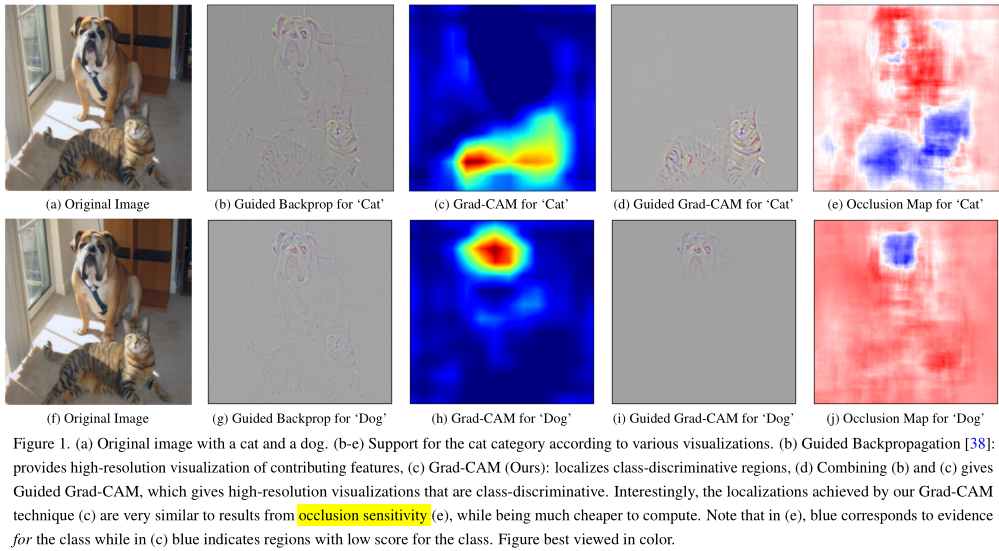 (a) Original Image
(b) Guided Backprop for ‘Cat’
(c) Grad-CAM for ‘Cat’
(d) Guided Grad-CAM for ‘Cat’
(e) Occlusion Map for ‘Cat’
(f) Original Image
(g) Guided Backprop for ‘Dog’
(h) Grad-CAM for ‘Dog’
(i) Guided Grad-CAM for ‘Dog’
(j) Occlusion Map for ‘Dog’
Figure 1. (a) Original image with a cat and a dog. (b-e) Support for the cat category according to various visualizations. (b) Guided Backpropagation [38]:
provides high-resolution visualization of contributing features, (c) Grad-CAM (Ours): localizes class-discriminative regions, (d) Combining (b) and (c) gives
Guided Grad-CAM, which gives high-resolution visualizations that are class-discriminative. Interestingly, the localizations achieved by our Grad-CAM
technique (c) are very similar to results from occlusion sensitivity (e), while being much cheaper to compute. Note that in (e), blue corresponds to evidence
for the class while in (c) blue indicates regions with low score for the class. Figure best viewed in color.